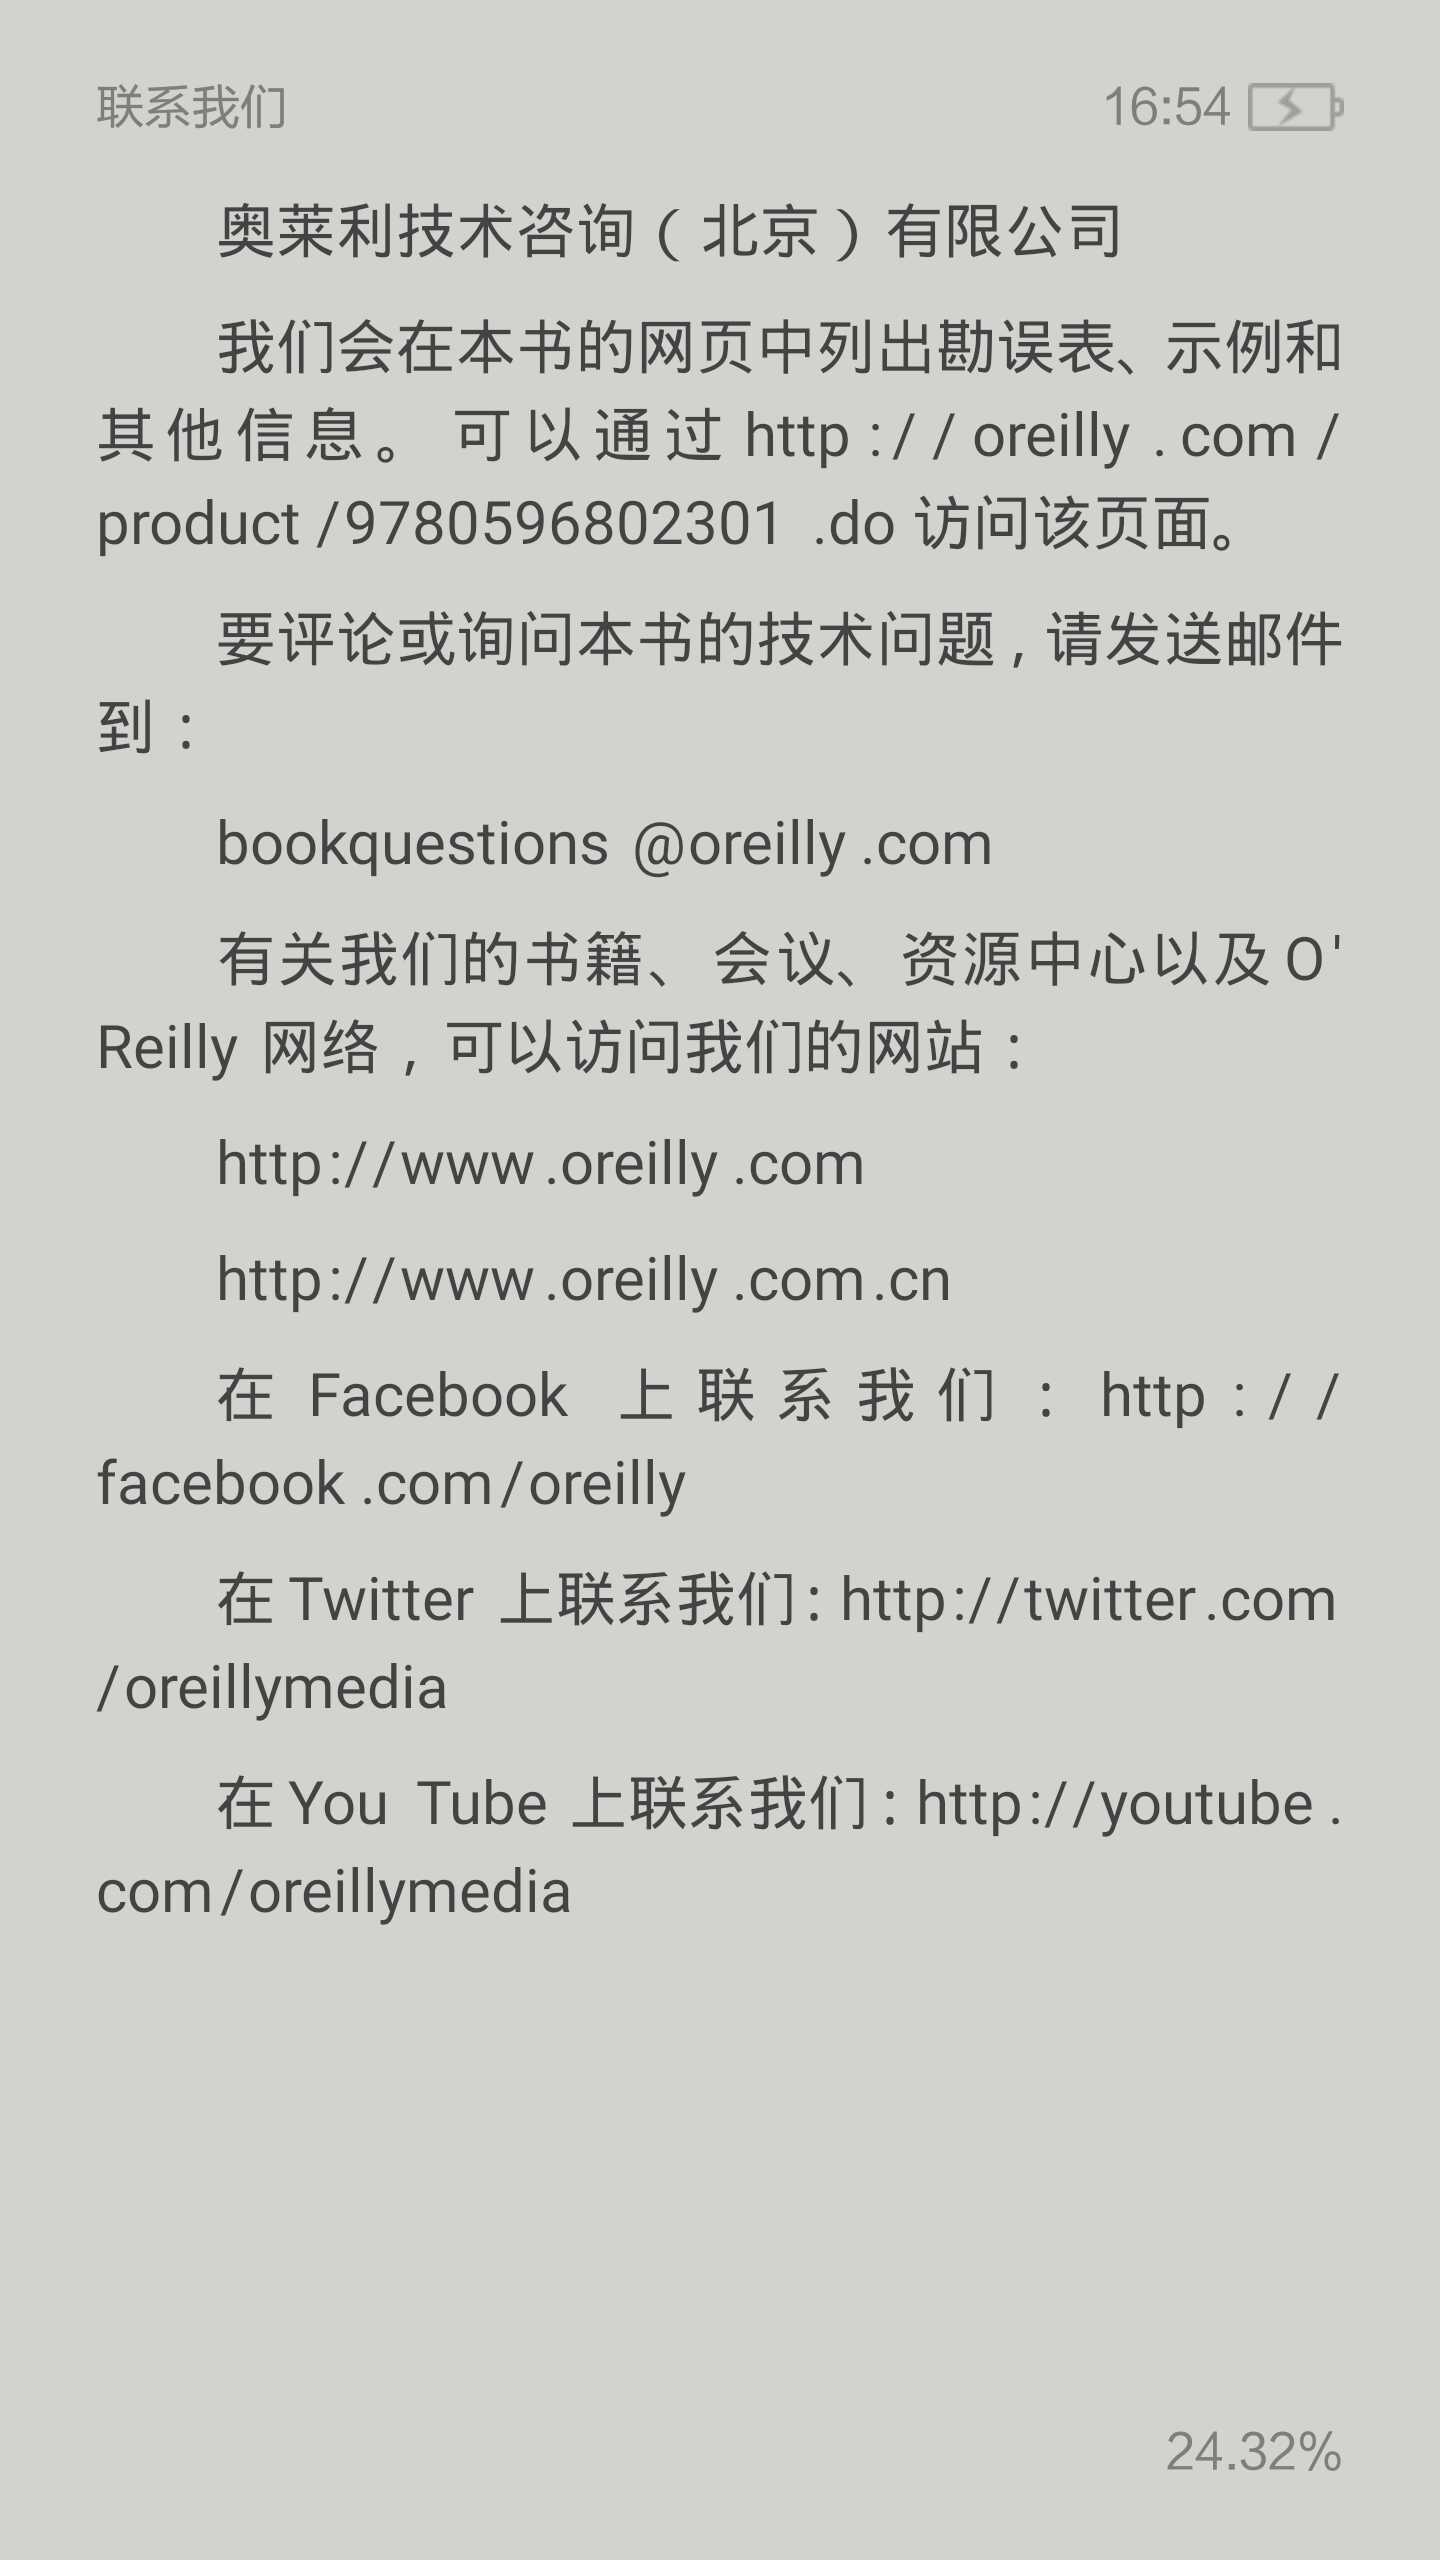 联系我们 16:54
奥莱利技术咨询（北京）有限公司
我们会在本书的网页中列出勘误表、示例和
其他信息。可以通过 http://oreilly.com/
product/9780596802301.do 访问该页面。
要评论或询问本书的技术问题，请发送邮件
到：
bookquestions@oreilly.com
有关我们的书籍、会议、资源中心以及 O'
Reilly 网络，可以访问我们的网站：
http://www.oreilly.com
http://www.oreilly.com.cn
在 Facebook 上联系我们：http://
facebook.com/oreilly
在 Twitter 上联系我们：http://twitter.com
/oreillymedia
在 You Tube 上联系我们：http://youtube.
com/oreillymedia
24.32%